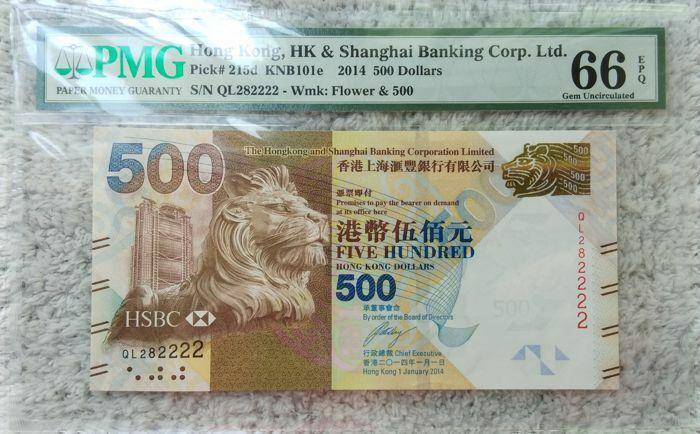 PMG
PAPER MONEY GUARANTY
Hong Kong, HK & Shanghai Banking Corp. Ltd.
Pick# 215d KNB101e 2014 500 Dollars
S/N QL282222 - Wmk: Flower & 500
66 EPQ
Gem Uncirculated
500
The Hongkong and Shanghai Banking Corporation Limited
香港上海滙豐銀行有限公司
憑票即付
Promises to pay the bearer on demand
at its office here
港幣伍佰元
FIVE HUNDRED
HONG KONG DOLLARS
500
承董事會命
By order of the Board of Directors
行政總裁 Chief Executive
香港二〇一四年一月一日
Hong Kong 1 January 2014
HSBC
QL282222
500
500
500
500
500
QL282222
500